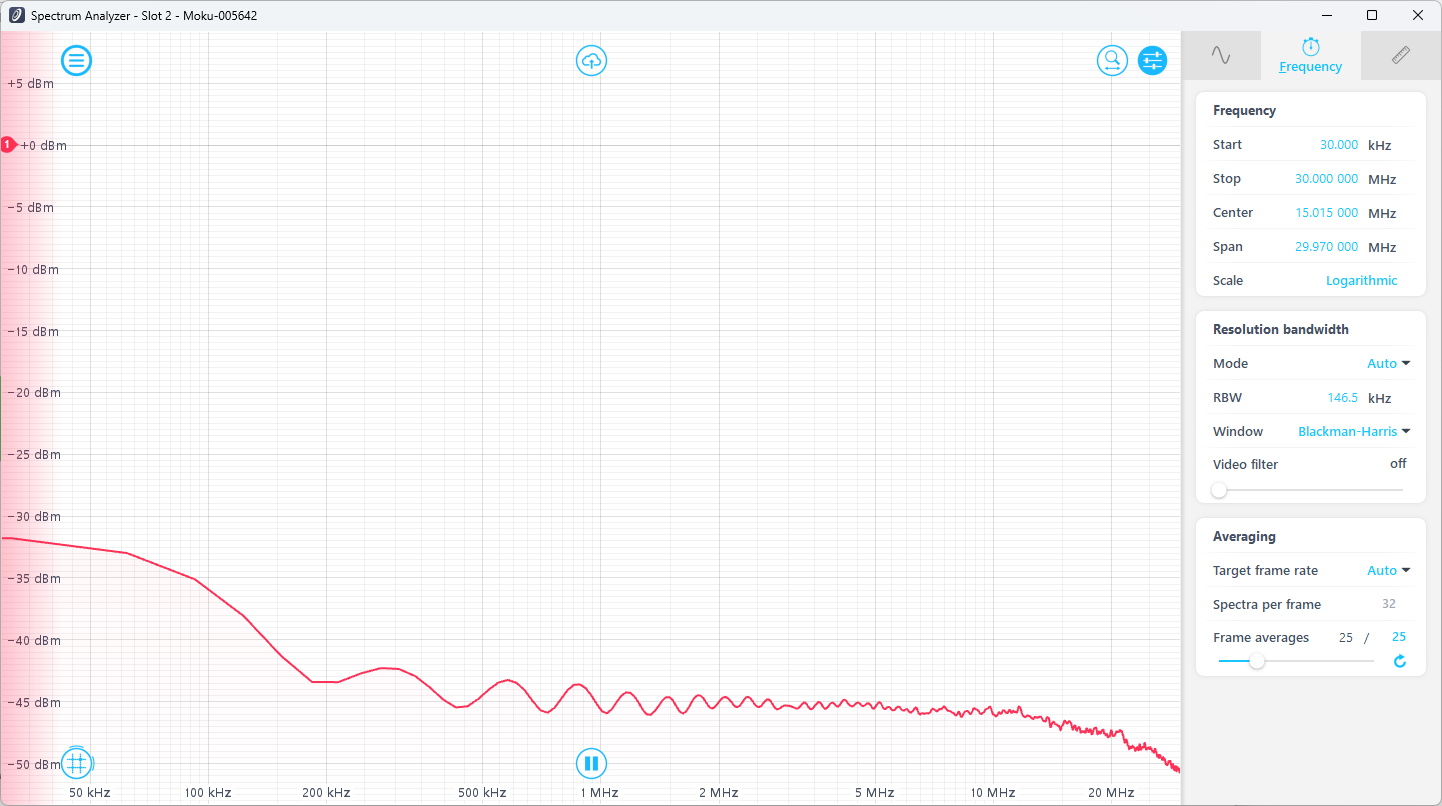 Spectrum Analyzer - Slot 2 - Moku-005642
+5 dBm
1 +0 dBm
−5 dBm
−10 dBm
−15 dBm
−20 dBm
−25 dBm
−30 dBm
−35 dBm
−40 dBm
−45 dBm
−50 dBm
50 kHz 100 kHz 200 kHz 500 kHz 1 MHz 2 MHz 5 MHz 10 MHz 20 MHz
Frequency
Frequency
Start 30.000 kHz
Stop 30.000 000 MHz
Center 15.015 000 MHz
Span 29.970 000 MHz
Scale Logarithmic
Resolution bandwidth
Mode Auto
RBW 146.5 kHz
Window Blackman-Harris
Video filter off
Averaging
Target frame rate Auto
Spectra per frame 32
Frame averages 25 / 25